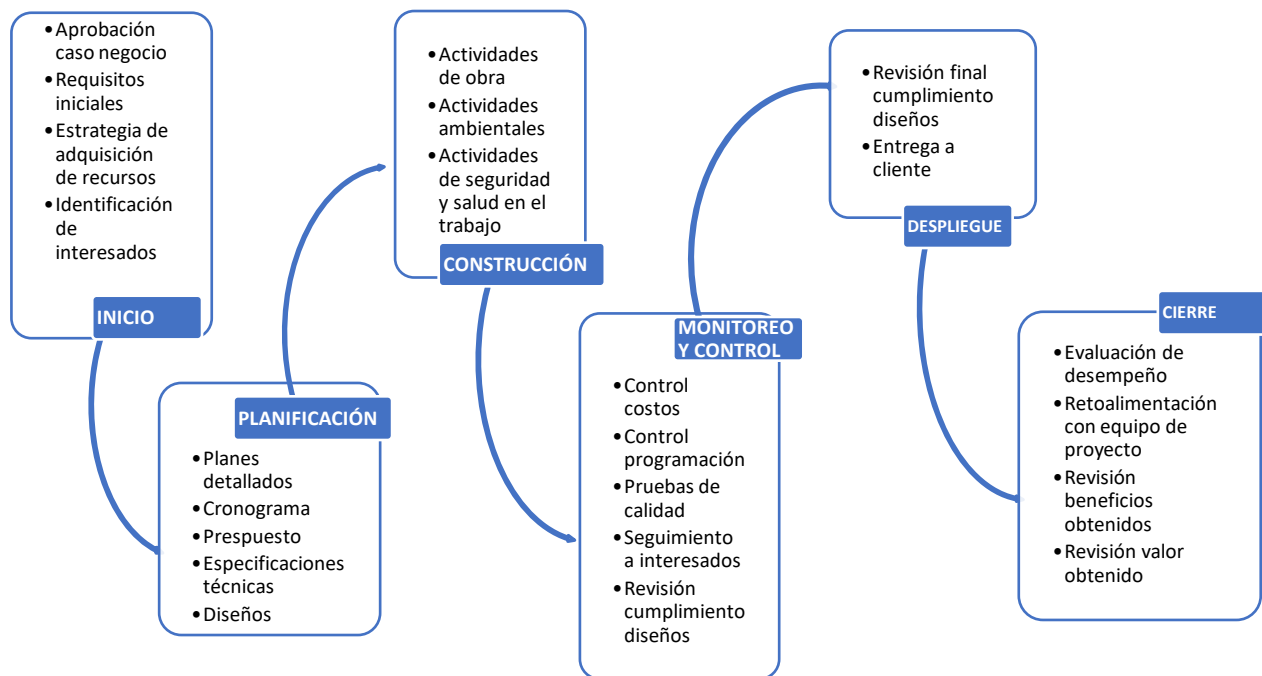 •Aprobación
caso negocio
•Requisitos
iniciales
•Estrategia de
adquisición
de recursos
•Identificación
de
interesados
INICIO
PLANIFICACIÓN
•Planes
detallados
•Cronograma
•Prespuesto
•Especificaciones
técnicas
•Diseños
•Actividades
de obra
•Actividades
ambientales
•Actividades
de seguridad
y salud en el
trabajo
CONSTRUCCIÓN
MONITOREO
Y CONTROL
•Control
costos
•Control
programación
•Pruebas de
calidad
•Seguimiento
a interesados
•Revisión
cumplimiento
diseños
•Revisión final
cumplimiento
diseños
•Entrega a
cliente
DESPLIEGUE
CIERRE
•Evaluación de
desempeño
•Retoalimentación
con equipo de
proyecto
•Revisión
beneficios
obtenidos
•Revisión valor
obtenido